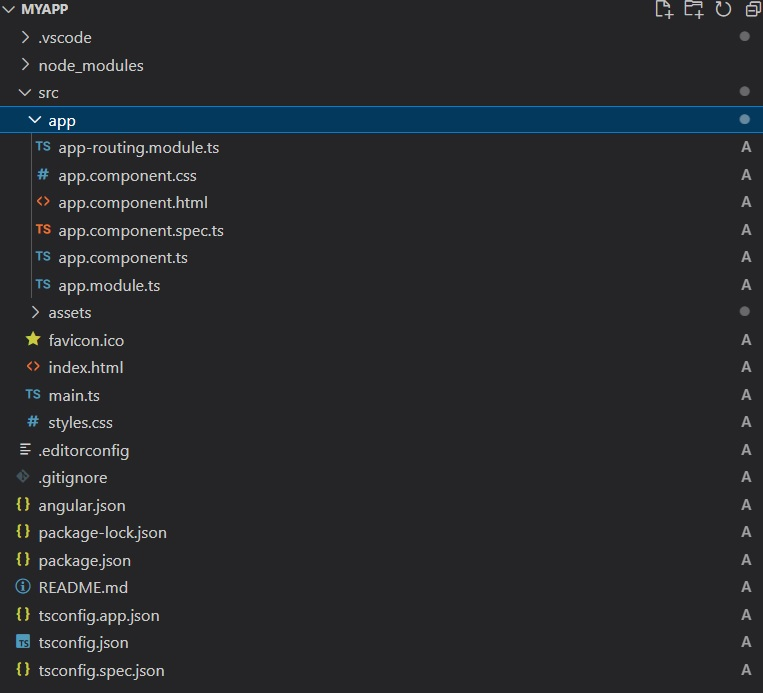 MYAPP
.vscode
node_modules
src
app
TS app-routing.module.ts A
# app.component.css A
<> app.component.html A
TS app.component.spec.ts A
TS app.component.ts A
TS app.module.ts A
assets
favicon.ico A
<> index.html A
TS main.ts A
# styles.css A
.editorconfig A
.gitignore A
{} angular.json A
{} package-lock.json A
{} package.json A
README.md A
{} tsconfig.app.json A
TS tsconfig.json A
{} tsconfig.spec.json A